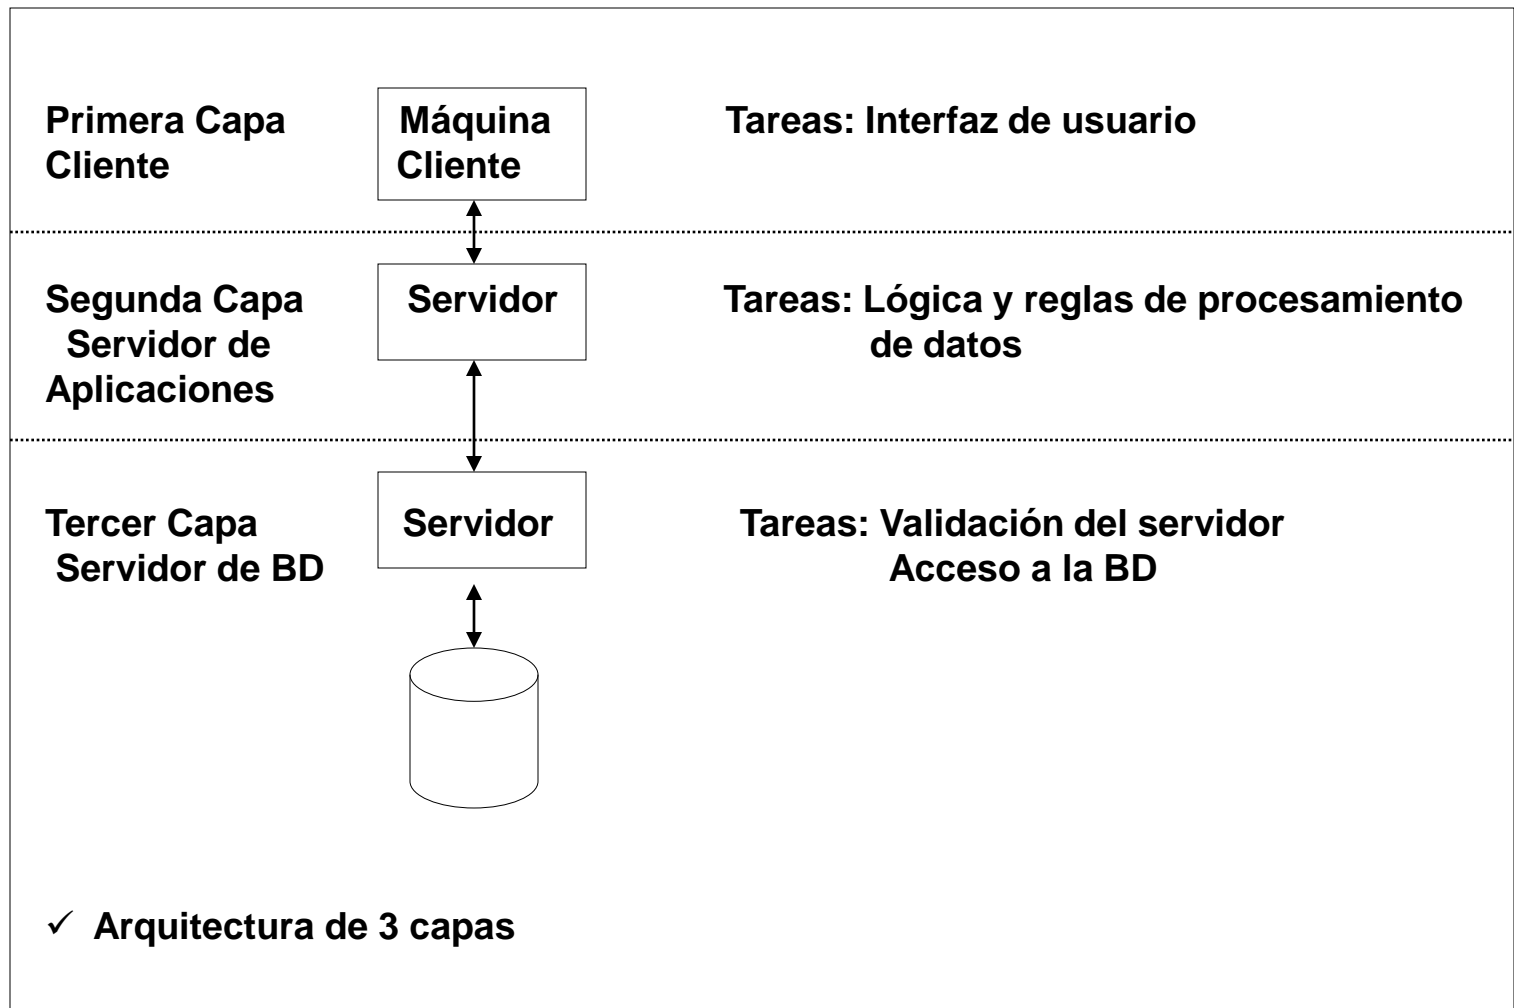 Primera Capa
Cliente
Máquina
Cliente
Tareas: Interfaz de usuario
Segunda Capa
Servidor de
Aplicaciones
Servidor
Tareas: Lógica y reglas de procesamiento
de datos
Tercer Capa
Servidor de BD
Servidor
Tareas: Validación del servidor
Acceso a la BD
✓ Arquitectura de 3 capas